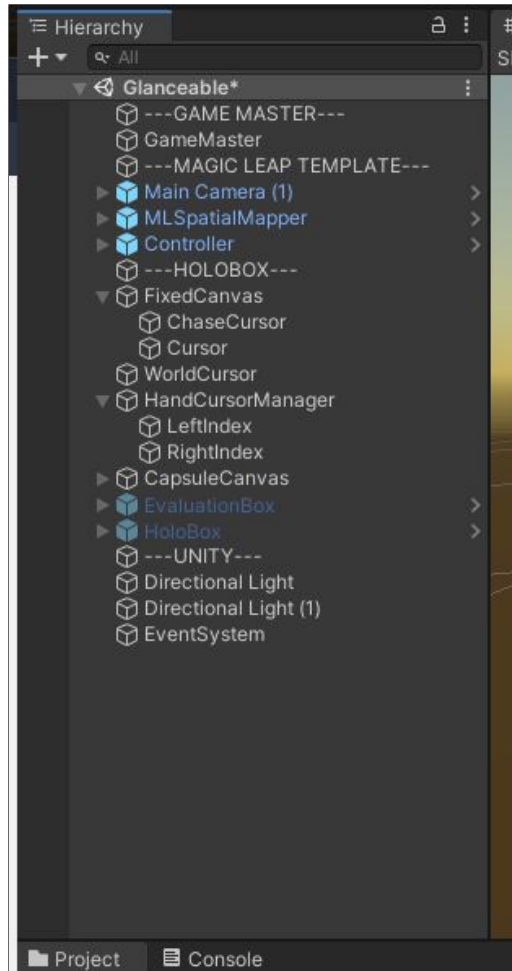 Hierarchy
All
Glanceable*
---GAME MASTER---
GameMaster
---MAGIC LEAP TEMPLATE---
Main Camera (1)
MLSpatialMapper
Controller
---HOLOBOX---
FixedCanvas
ChaseCursor
Cursor
WorldCursor
HandCursorManager
LeftIndex
RightIndex
CapsuleCanvas
EvaluationBox
HoloBox
---UNITY---
Directional Light
Directional Light (1)
EventSystem
Project Console